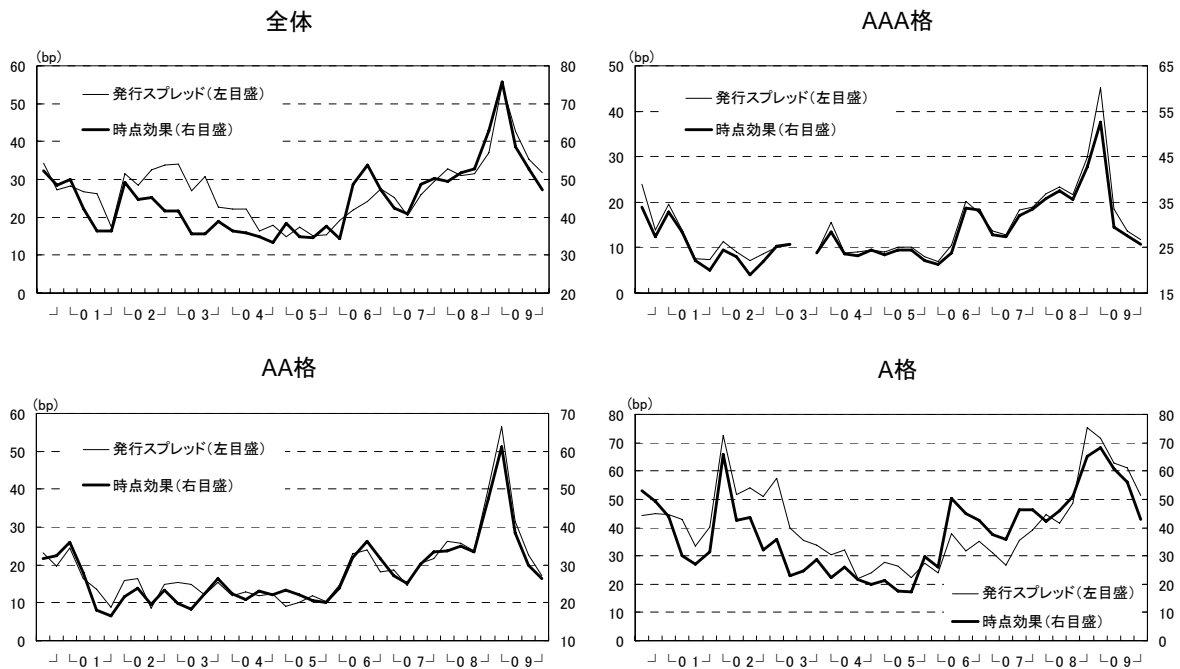 全体
(bp)
60 80
50 70
40 60
30 50
20 40
10 30
0 20
発行スプレッド(左目盛)
時点効果(右目盛)
└01┘ └02┘ └03┘ └04┘ └05┘ └06┘ └07┘ └08┘ └09┘
AAA格
(bp)
50 65
40 55
30 45
20 35
10 25
0 15
発行スプレッド(左目盛)
時点効果(右目盛)
└01┘ └02┘ └03┘ └04┘ └05┘ └06┘ └07┘ └08┘ └09┘
AA格
(bp)
60 70
50 60
40 50
30 40
20 30
10 20
0 10
発行スプレッド(左目盛)
時点効果(右目盛)
└01┘ └02┘ └03┘ └04┘ └05┘ └06┘ └07┘ └08┘ └09┘
A格
(bp)
80 80
70 70
60 60
50 50
40 40
30 30
20 20
10 10
0 0
発行スプレッド(左目盛)
時点効果(右目盛)
└01┘ └02┘ └03┘ └04┘ └05┘ └06┘ └07┘ └08┘ └09┘